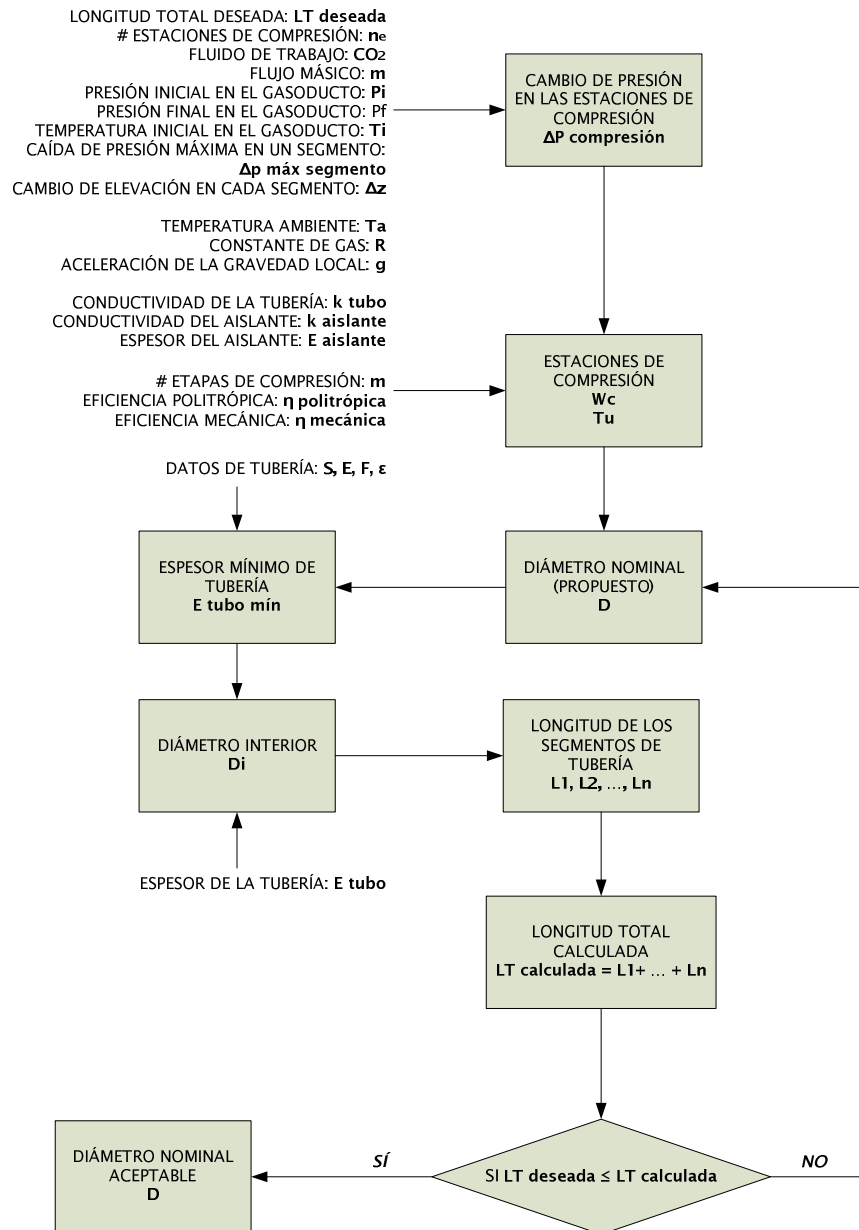 LONGITUD TOTAL DESEADA: LT deseada
# ESTACIONES DE COMPRESIÓN: ne
FLUIDO DE TRABAJO: CO2
FLUJO MÁSICO: m
PRESIÓN INICIAL EN EL GASODUCTO: Pi
PRESIÓN FINAL EN EL GASODUCTO: Pf
TEMPERATURA INICIAL EN EL GASODUCTO: Ti
CAÍDA DE PRESIÓN MÁXIMA EN UN SEGMENTO:
Δp máx segmento
CAMBIO DE ELEVACIÓN EN CADA SEGMENTO: Δz
CAMBIO DE PRESIÓN
EN LAS ESTACIONES DE
COMPRESIÓN
ΔP compresión
TEMPERATURA AMBIENTE: Ta
CONSTANTE DE GAS: R
ACELERACIÓN DE LA GRAVEDAD LOCAL: g
CONDUCTIVIDAD DE LA TUBERÍA: k tubo
CONDUCTIVIDAD DEL AISLANTE: k aislante
ESPESOR DEL AISLANTE: E aislante
# ETAPAS DE COMPRESIÓN: m
EFICIENCIA POLITRÓPICA: η politrópica
EFICIENCIA MECÁNICA: η mecánica
ESTACIONES DE
COMPRESIÓN
Wc
Tu
DATOS DE TUBERÍA: S, E, F, ε
ESPESOR MÍNIMO DE
TUBERÍA
E tubo mín
DIÁMETRO NOMINAL
(PROPUESTO)
D
DIÁMETRO INTERIOR
Di
LONGITUD DE LOS
SEGMENTOS DE
TUBERÍA
L1, L2, ..., Ln
ESPESOR DE LA TUBERÍA: E tubo
LONGITUD TOTAL
CALCULADA
LT calculada = L1+ ... + Ln
DIÁMETRO NOMINAL
ACEPTABLE
D
SÍ
SI LT deseada ≤ LT calculada
NO